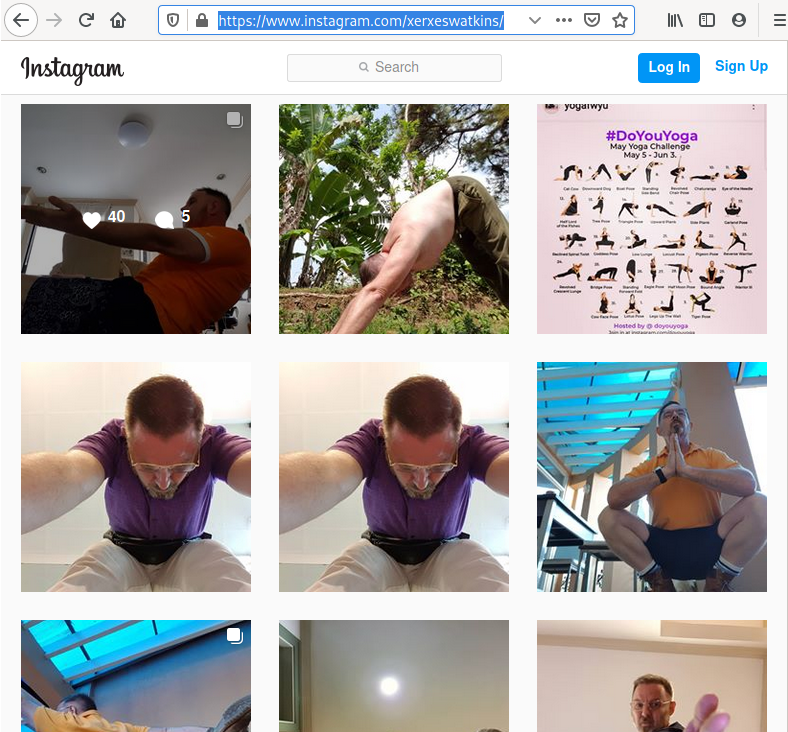 https://www.instagram.com/xerxeswatkins/
Instagram
Search
Log In
Sign Up
40
5
yogafwyu
#DoYouYoga
May Yoga Challenge
May 5 - Jun 3.
Cat Cow
Downward Dog
Boat Pose
Standing Side Bend
Revolved Chair Pose
Chaturanga
Eye of the Needle
Half Lord of the Fishes
Tree Pose
Triangle Pose
Upward Plank
Side Plank
Garland Pose
Reclined Spinal Twist
Goddess Pose
Low Lunge
Locust Pose
Pigeon Pose
Reverse Warrior
Revolved Crescent Lunge
Bridge Pose
Standing Forward Fold
Eagle Pose
Half Moon Pose
Bound Angle
Warrior III
Cow Face Pose
Lotus Pose
Legs Up The Wall
Tiger Pose
Hosted by @ doyouyoga
Join in at instagram.com/doyouyoga